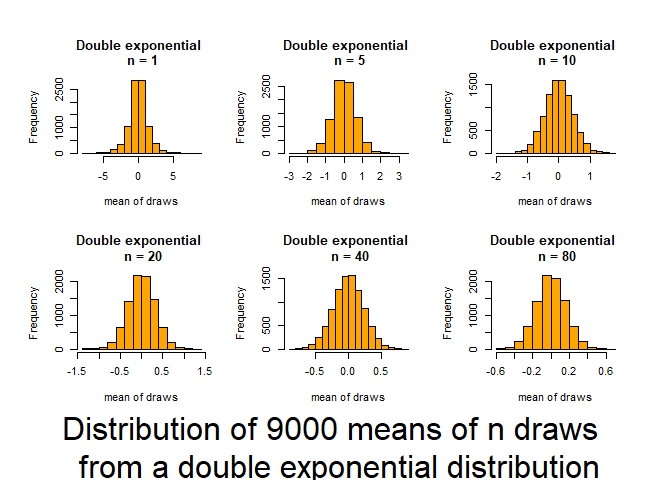 Double exponential
n = 1
Frequency
0
1000
2500
-5
0
5
mean of draws
Double exponential
n = 5
Frequency
0
1000
2500
-3 -2 -1 0 1 2 3
mean of draws
Double exponential
n = 10
Frequency
0
500
1500
-2 -1 0 1
mean of draws
Double exponential
n = 20
Frequency
0
1000
2000
-1.5 -0.5 0.5 1.5
mean of draws
Double exponential
n = 40
Frequency
0
500
1500
-0.5 0.0 0.5
mean of draws
Double exponential
n = 80
Frequency
0
1000
2000
-0.6 -0.2 0.2 0.6
mean of draws
Distribution of 9000 means of n draws
from a double exponential distribution